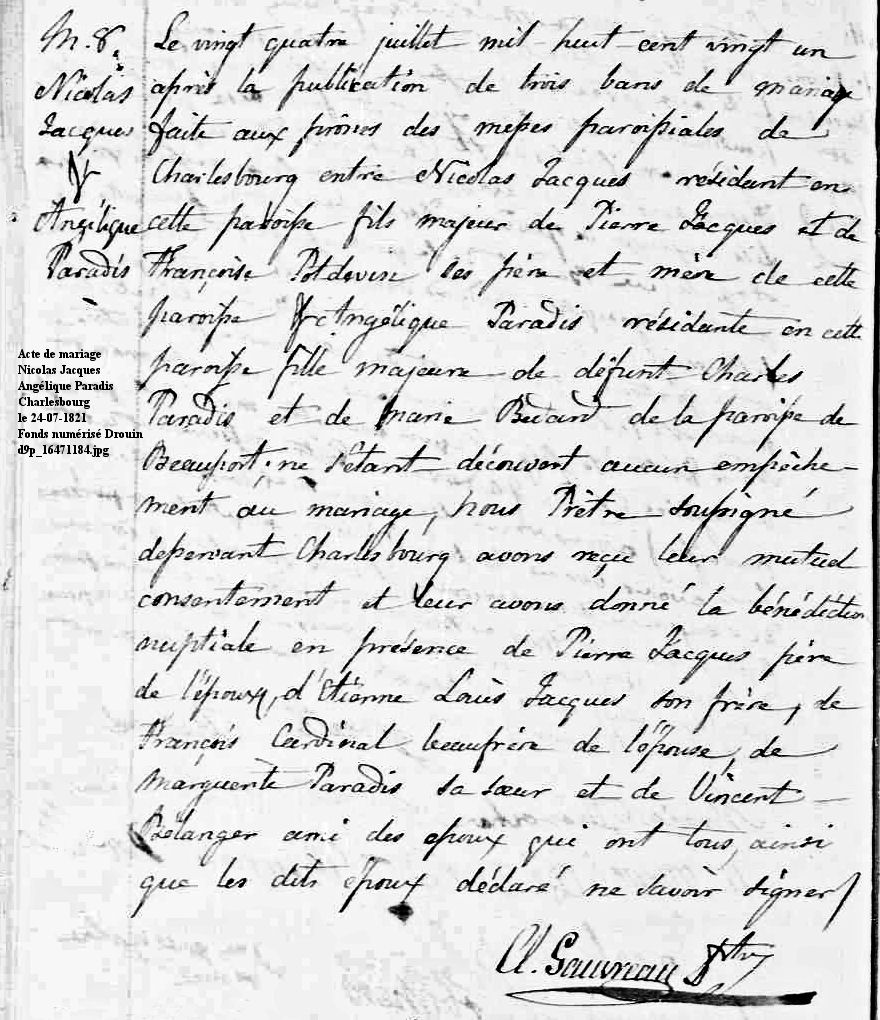 M. 8.
Nicolas
Jacques
&
Angélique
Paradis
Le vingt quatre juillet mil huit cent vingt un
après la publication de trois bans de mariage
faite aux prônes des messes paroissiales de
Charlesbourg entre Nicolas Jacques résidant en
cette paroisse fils majeur de Pierre Jacques et de
Françoise Potdevin ses père et mère de cette
paroisse & Angélique Paradis résidante en cette
paroisse fille majeure de défunt Charles
Paradis et de marie Bedard de la paroisse de
Beauport; ne s'étant découvert aucun empêche-
ment au mariage, nous Prêtre soussigné
desservant Charlesbourg avons reçu leur mutuel
consentement et leur avons donné la bénédiction
nuptiale en présence de Pierre Jacques père
de l'époux, d'Etienne Louis Jacques son frère, de
François Cardinal beaufrère de l'épouse, de
Marguerite Paradis sa sœur et de Vincent
Bélanger ami des epoux qui ont tous, ainsi
que les dits époux déclaré ne savoir signer/
Cl. Gauvreau Ptre
Acte de mariage
Nicolas Jacques
Angélique Paradis
Charlesbourg
le 24-07-1821
Fonds numérisé Drouin
d9p_16471184.jpg